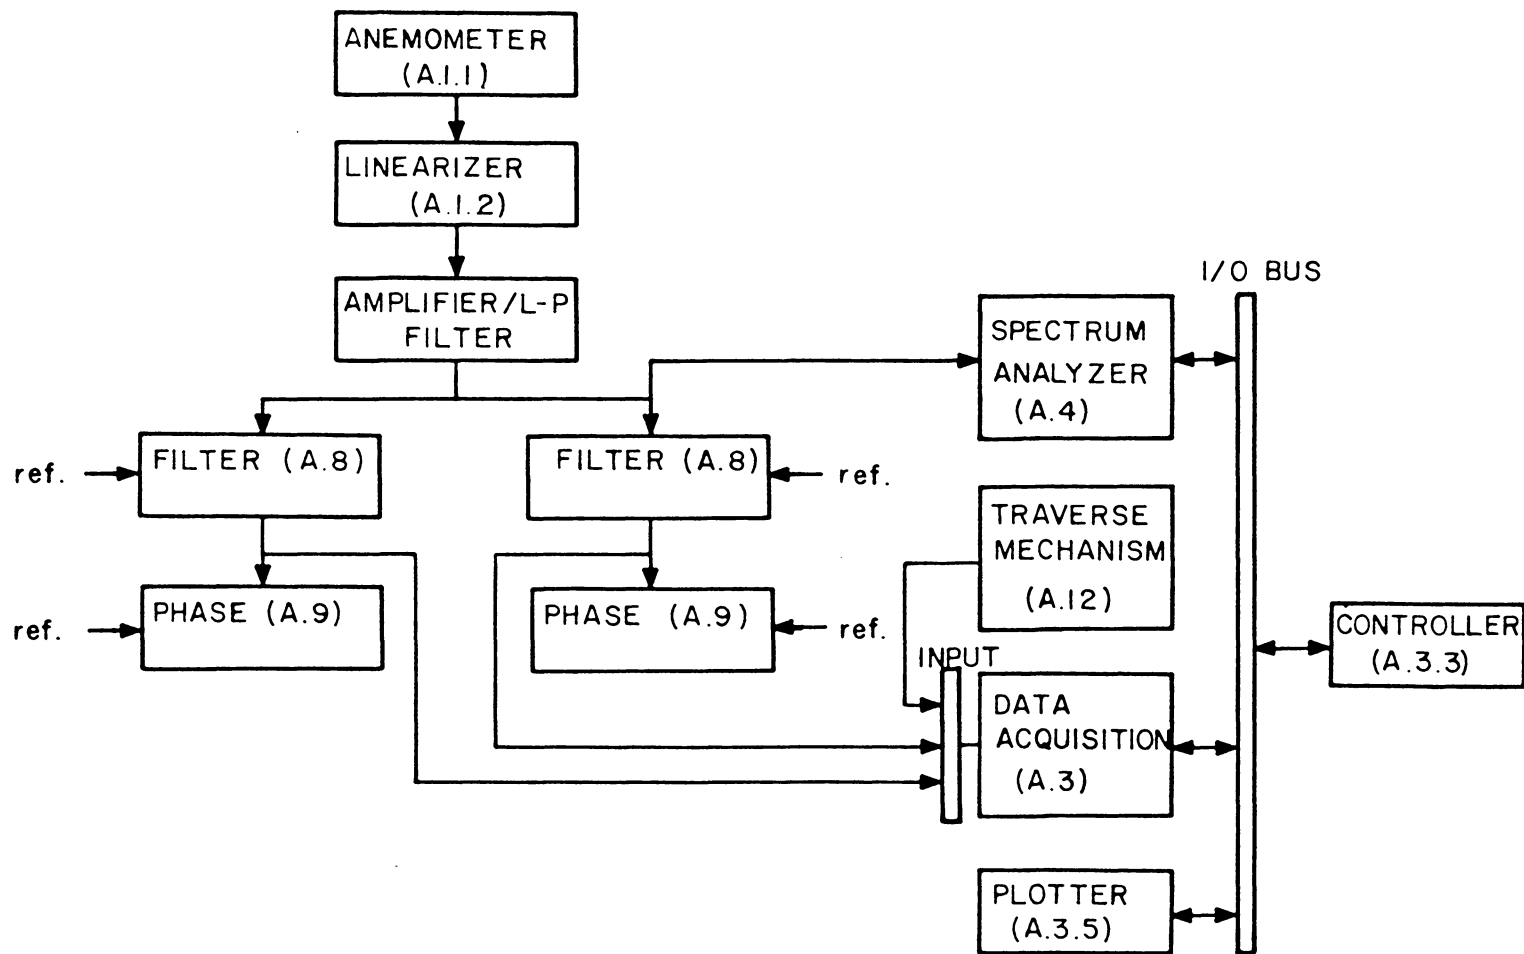 ANEMOMETER
(A.1.1)
LINEARIZER
(A.1.2)
AMPLIFIER/L-P
FILTER
I/O BUS
SPECTRUM
ANALYZER
(A.4)
ref.
FILTER (A.8)
FILTER (A.8)
ref.
TRAVERSE
MECHANISM
(A.12)
ref.
PHASE (A.9)
PHASE (A.9)
ref.
CONTROLLER
(A.3.3)
INPUT
DATA
ACQUISITION
(A.3)
PLOTTER
(A.3.5)